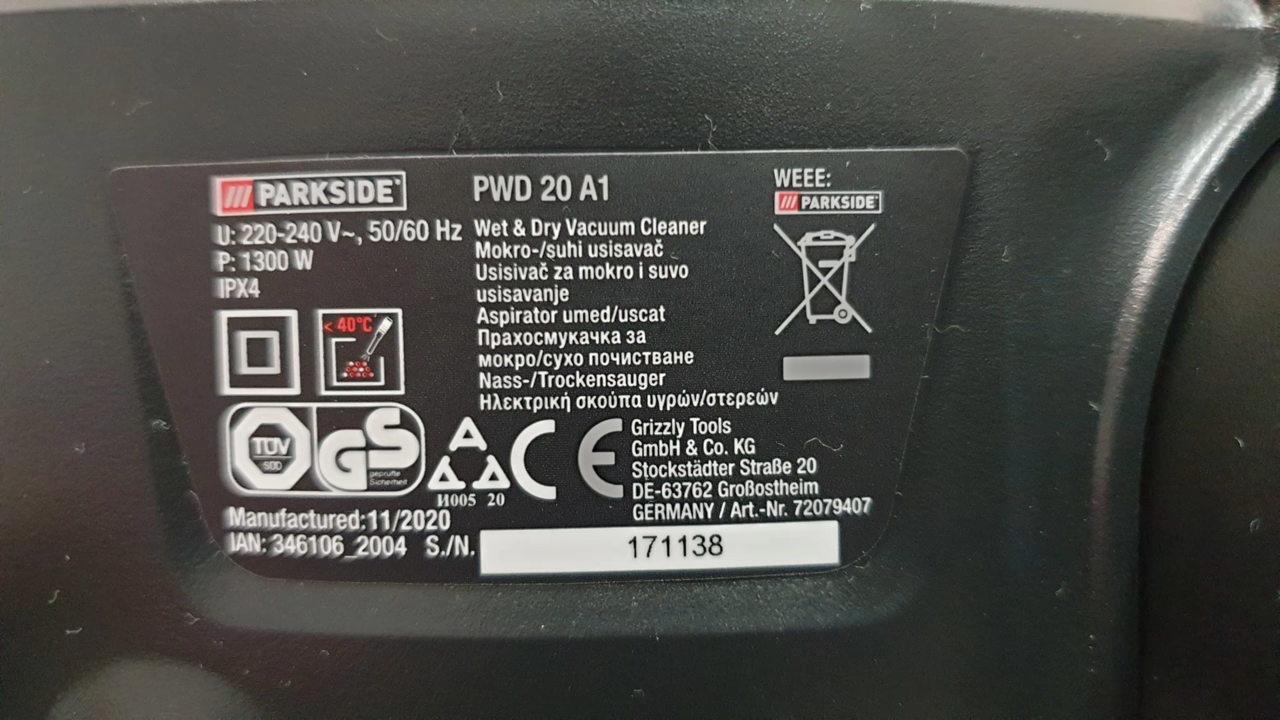 PARKSIDE
U: 220-240 V~, 50/60 Hz
P: 1300 W
IPX4
< 40°C
PWD 20 A1
Wet & Dry Vacuum Cleaner
Mokro-/suhi usisavač
Usisivač za mokro i suvo
usisavanje
Aspirator umed/uscat
Прахосмукачка за
мокро/сухо почистване
Nass-/Trockensauger
Ηλεκτρική σκούπα υγρών/στερεών
WEEE:
PARKSIDE
TÜV
SÜD
GS
geprüfte
Sicherheit
AAA
И005 20
CE
Grizzly Tools
GmbH & Co. KG
Stockstädter Straße 20
DE-63762 Großostheim
GERMANY / Art.-Nr. 72079407
Manufactured:11/2020
IAN: 346106_2004 S./N.
171138